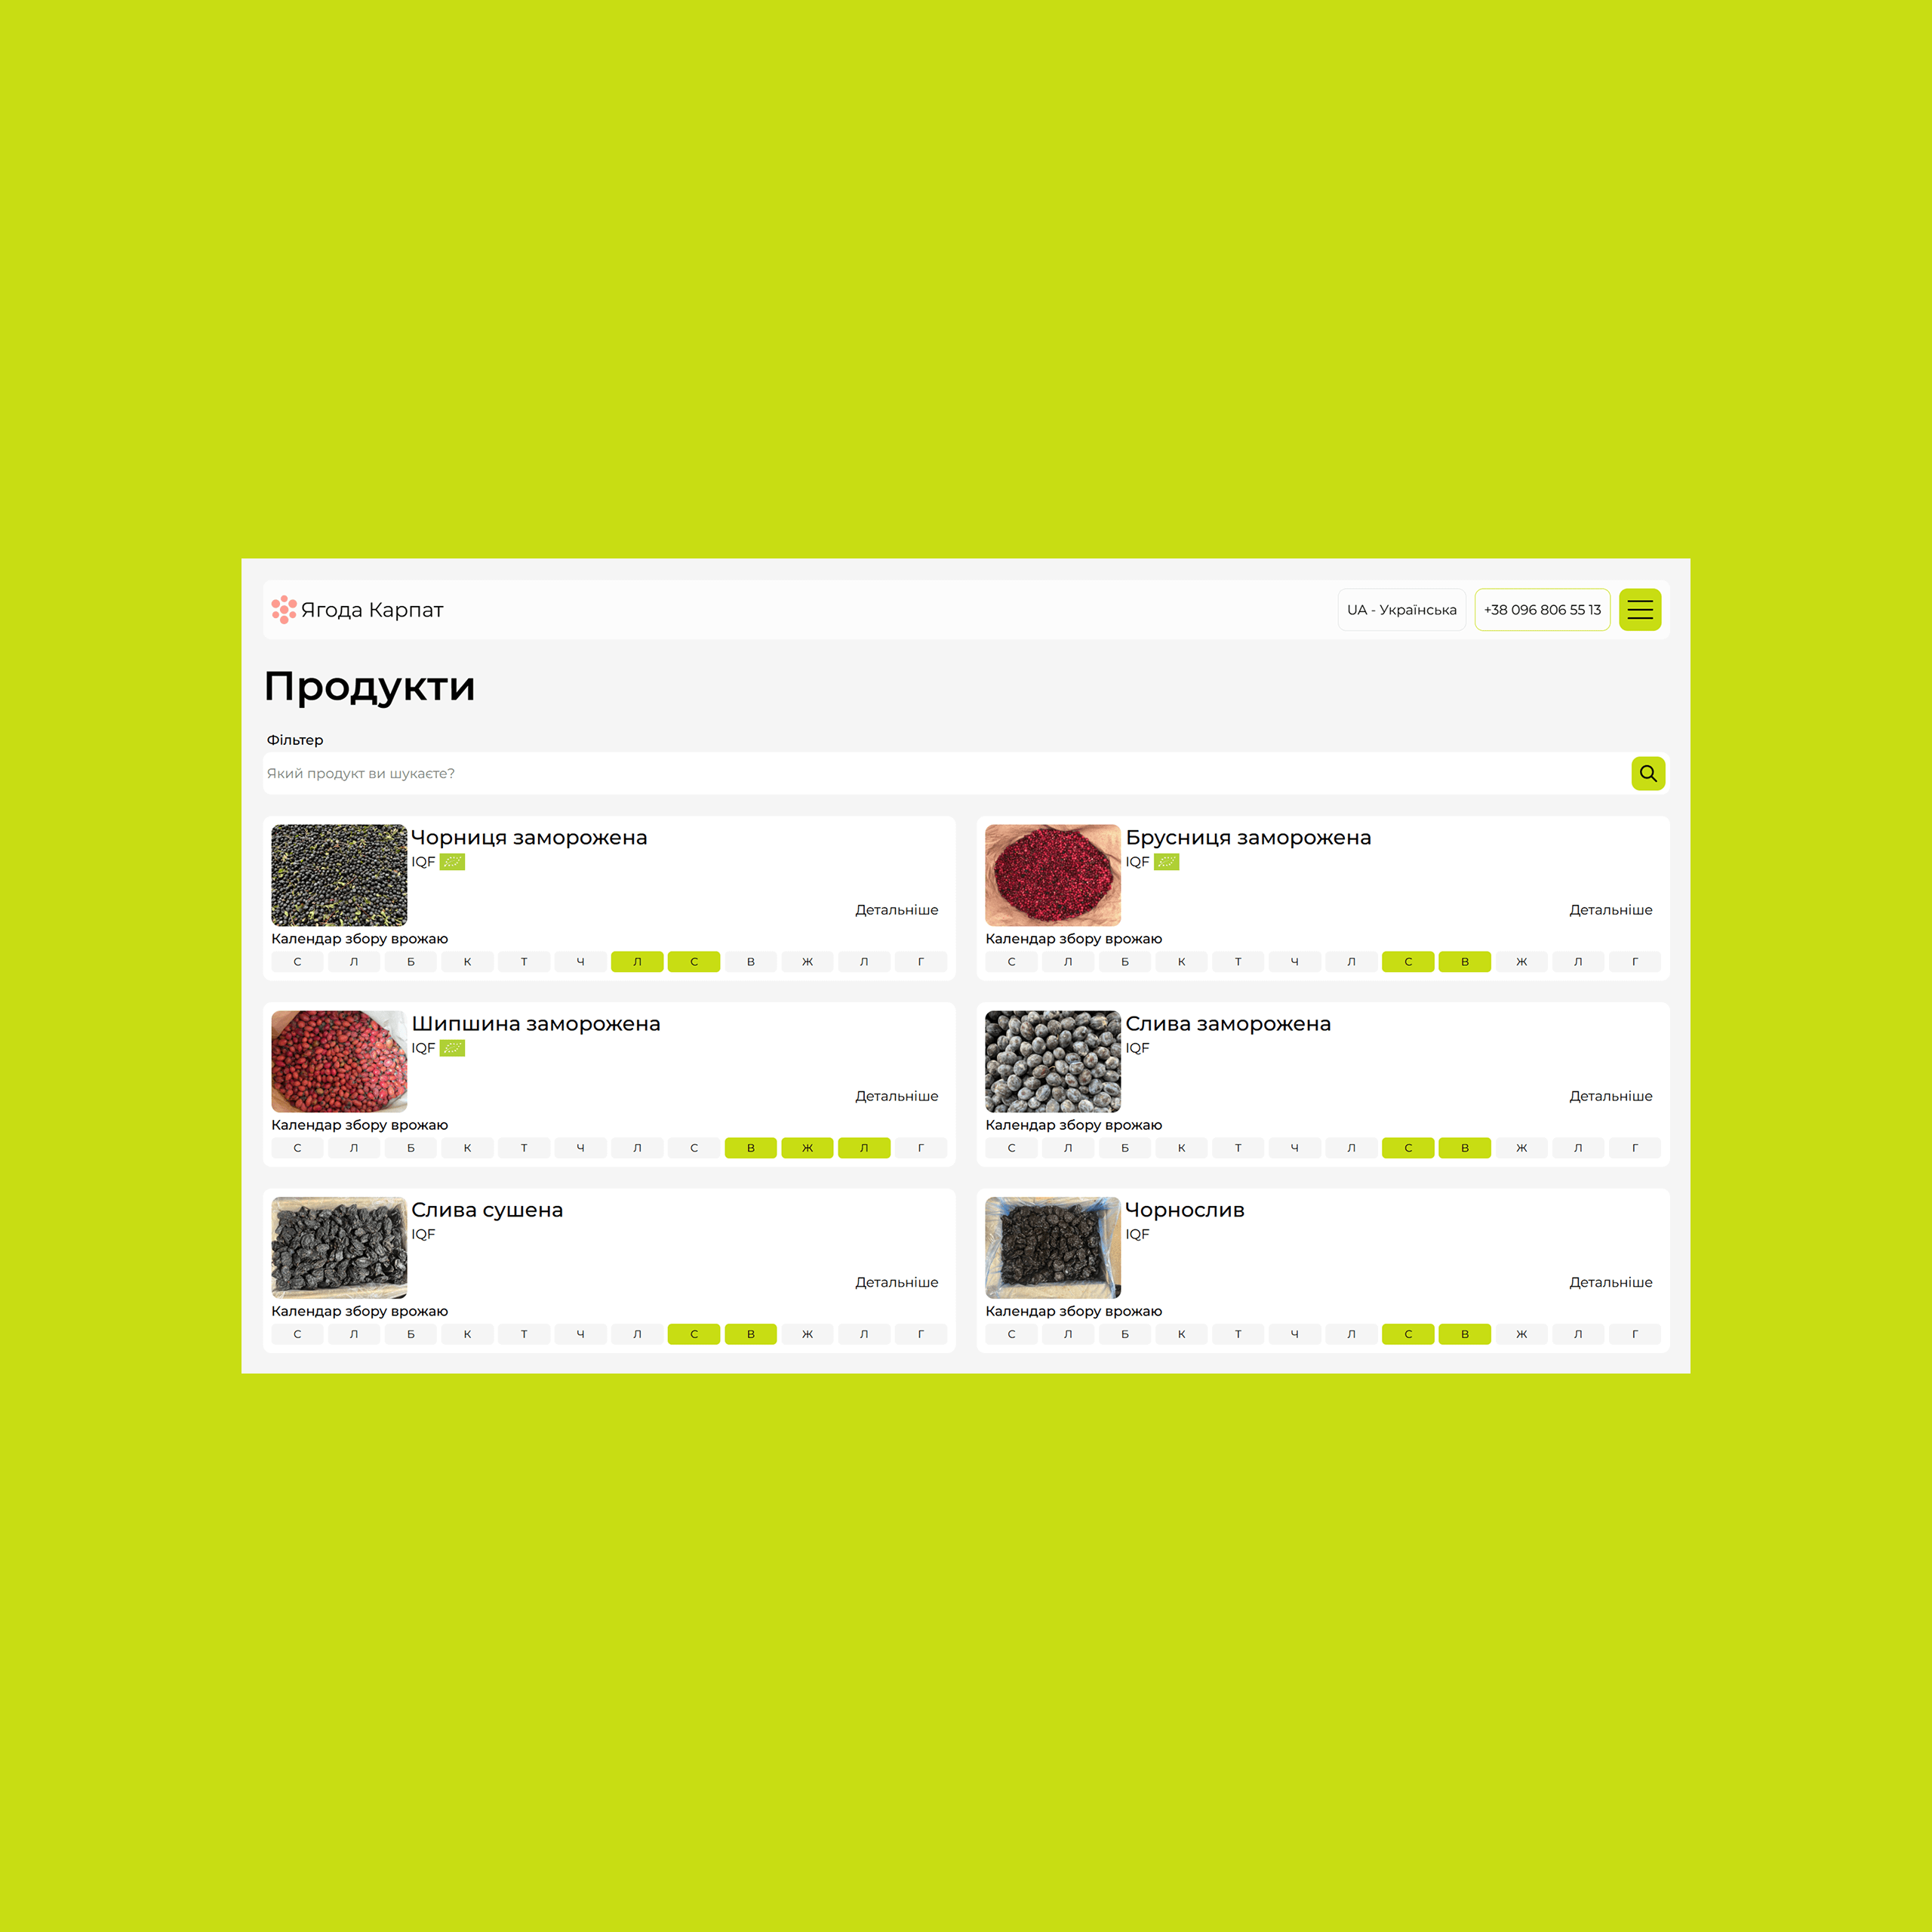 Ягода Карпат
UA - Українська
+38 096 806 55 13
Продукти
Фільтер
Який продукт ви шукаєте?
Чорниця заморожена
IQF
Детальніше
Календар збору врожаю
С Л Б К Т Ч Л С В Ж Л Г
Брусниця заморожена
IQF
Детальніше
Календар збору врожаю
С Л Б К Т Ч Л С В Ж Л Г
Шипшина заморожена
IQF
Детальніше
Календар збору врожаю
С Л Б К Т Ч Л С В Ж Л Г
Слива заморожена
IQF
Детальніше
Календар збору врожаю
С Л Б К Т Ч Л С В Ж Л Г
Слива сушена
IQF
Детальніше
Календар збору врожаю
С Л Б К Т Ч Л С В Ж Л Г
Чорнослив
IQF
Детальніше
Календар збору врожаю
С Л Б К Т Ч Л С В Ж Л Г